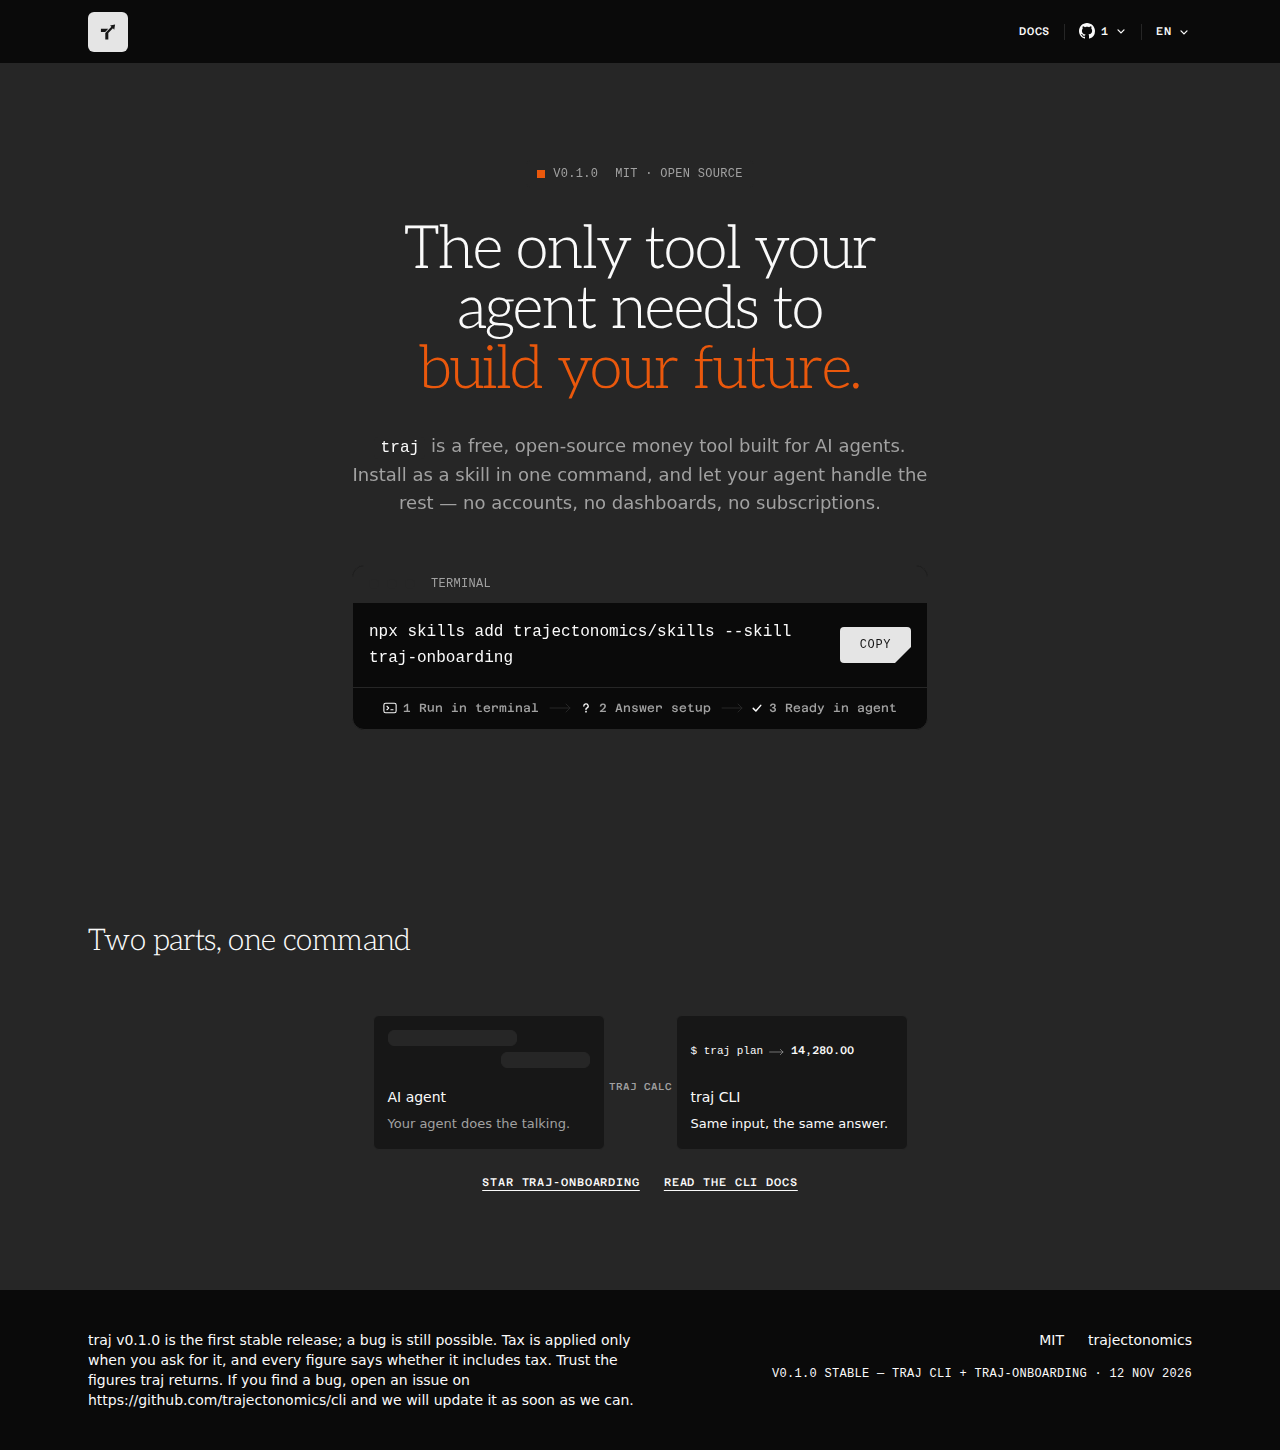 DOCS
1
EN
V0.1.0 MIT · OPEN SOURCE
The only tool your
agent needs to
build your future.
traj is a free, open-source money tool built for AI agents.
Install as a skill in one command, and let your agent handle the
rest — no accounts, no dashboards, no subscriptions.
TERMINAL
npx skills add trajectonomics/skills --skill
traj-onboarding
COPY
1 Run in terminal
2 Answer setup
3 Ready in agent
Two parts, one command
AI agent
Your agent does the talking.
TRAJ CALC
$ traj plan → 14,280.00
traj CLI
Same input, the same answer.
STAR TRAJ-ONBOARDING
READ THE CLI DOCS
traj v0.1.0 is the first stable release; a bug is still possible. Tax is applied only
when you ask for it, and every figure says whether it includes tax. Trust the
figures traj returns. If you find a bug, open an issue on
https://github.com/trajectonomics/cli and we will update it as soon as we can.
MIT trajectonomics
V0.1.0 STABLE — TRAJ CLI + TRAJ-ONBOARDING · 12 NOV 2026